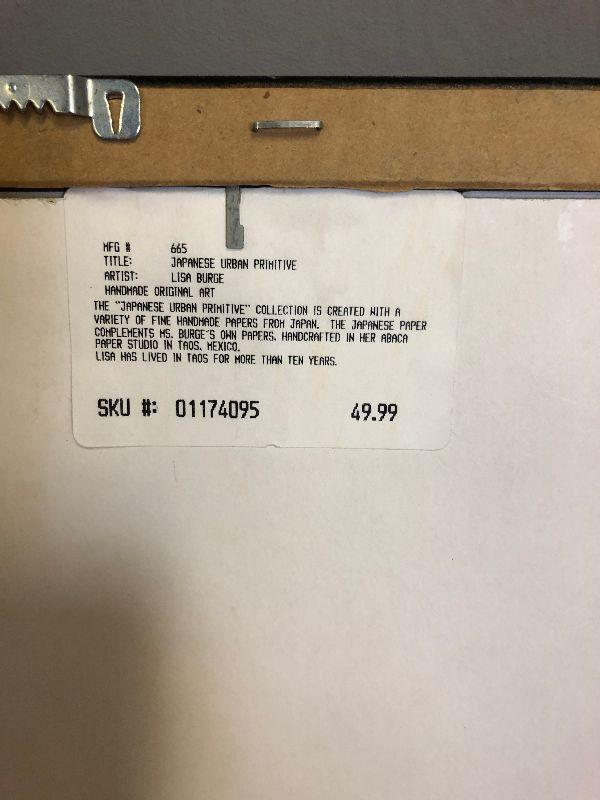 MFG # 665
TITLE: JAPANESE URBAN PRIMITIVE
ARTIST: LISA BURGE
HANDMADE ORIGINAL ART
THE "JAPANESE URBAN PRIMITIVE" COLLECTION IS CREATED WITH A
VARIETY OF FINE HANDMADE PAPERS FROM JAPAN. THE JAPANESE PAPER
COMPLEMENTS MS. BURGE'S OWN PAPERS, HANDCRAFTED IN HER ABACA
PAPER STUDIO IN TAOS, MEXICO.
LISA HAS LIVED IN TAOS FOR MORE THAN TEN YEARS.
SKU #: 01174095 49.99